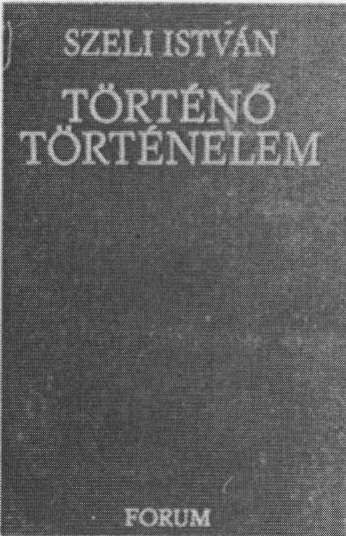 SZELI ISTVÁN
TÖRTÉNŐ
TÖRTÉNELEM
FORUM